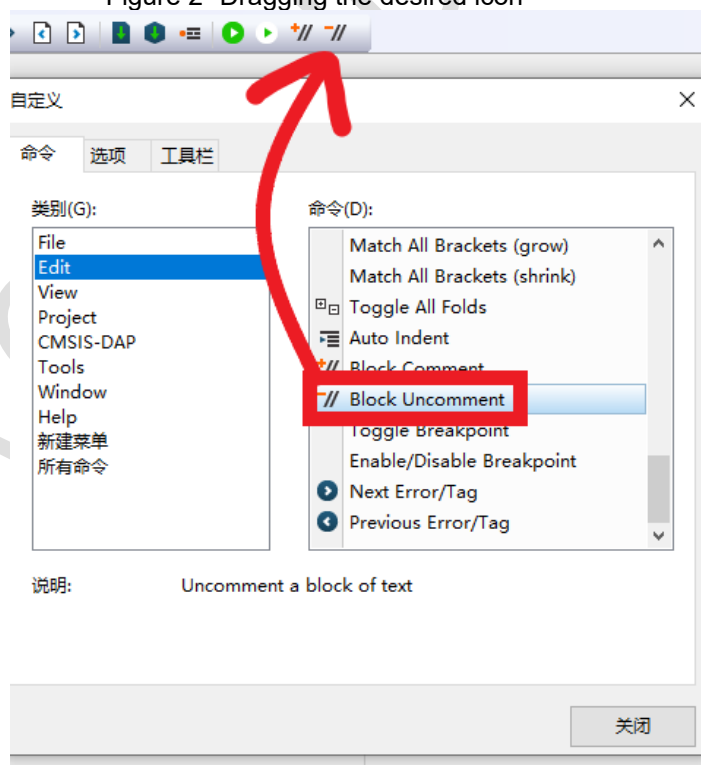 Figure 2 Dragging the desired icon
+// -//
自定义
命令 选项 工具栏
类别(G):
File
Edit
View
Project
CMSIS-DAP
Tools
Window
Help
新建菜单
所有命令
命令(D):
Match All Brackets (grow)
Match All Brackets (shrink)
Toggle All Folds
Auto Indent
+// Block Comment
-// Block Uncomment
Toggle Breakpoint
Enable/Disable Breakpoint
Next Error/Tag
Previous Error/Tag
说明: Uncomment a block of text
关闭